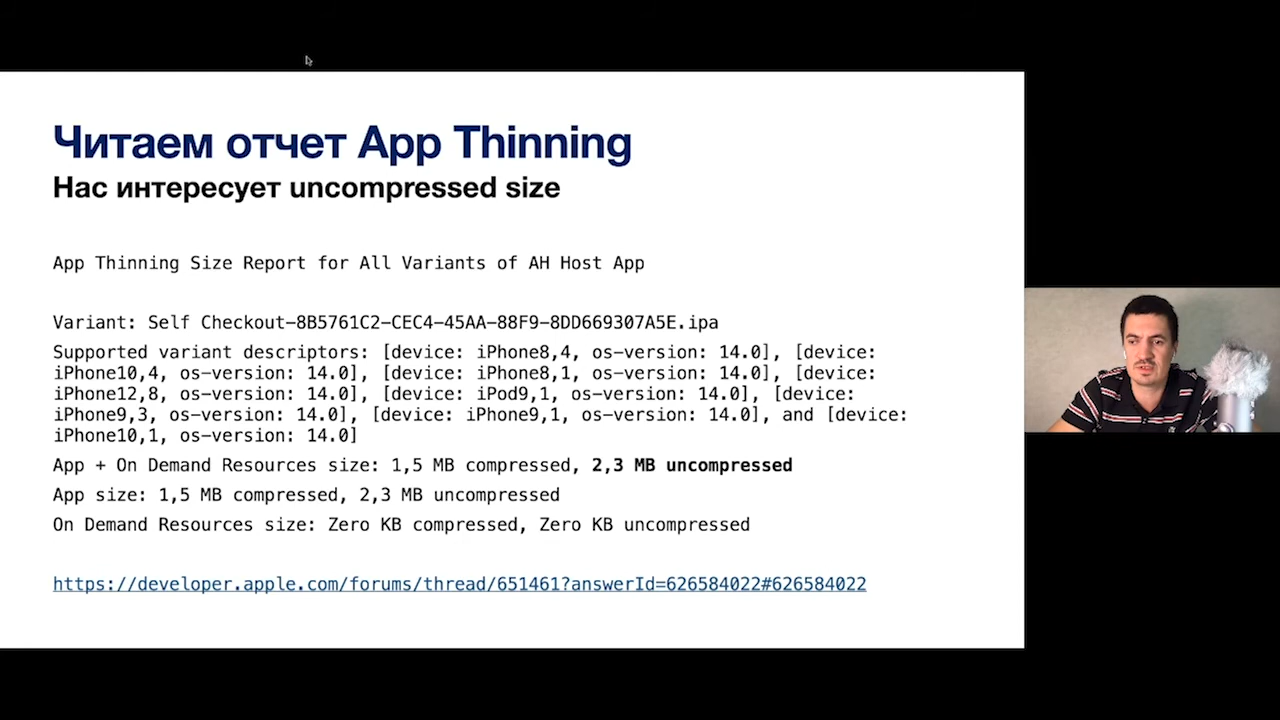 Читаем отчет App Thinning
Нас интересует uncompressed size
App Thinning Size Report for All Variants of AH Host App
Variant: Self Checkout-8B5761C2-CEC4-45AA-88F9-8DD669307A5E.ipa
Supported variant descriptors: [device: iPhone8,4, os-version: 14.0], [device:
iPhone10,4, os-version: 14.0], [device: iPhone8,1, os-version: 14.0], [device:
iPhone12,8, os-version: 14.0], [device: iPod9,1, os-version: 14.0], [device:
iPhone9,3, os-version: 14.0], [device: iPhone9,1, os-version: 14.0], and [device:
iPhone10,1, os-version: 14.0]
App + On Demand Resources size: 1,5 MB compressed, 2,3 MB uncompressed
App size: 1,5 MB compressed, 2,3 MB uncompressed
On Demand Resources size: Zero KB compressed, Zero KB uncompressed
https://developer.apple.com/forums/thread/651461?answerId=626584022#626584022